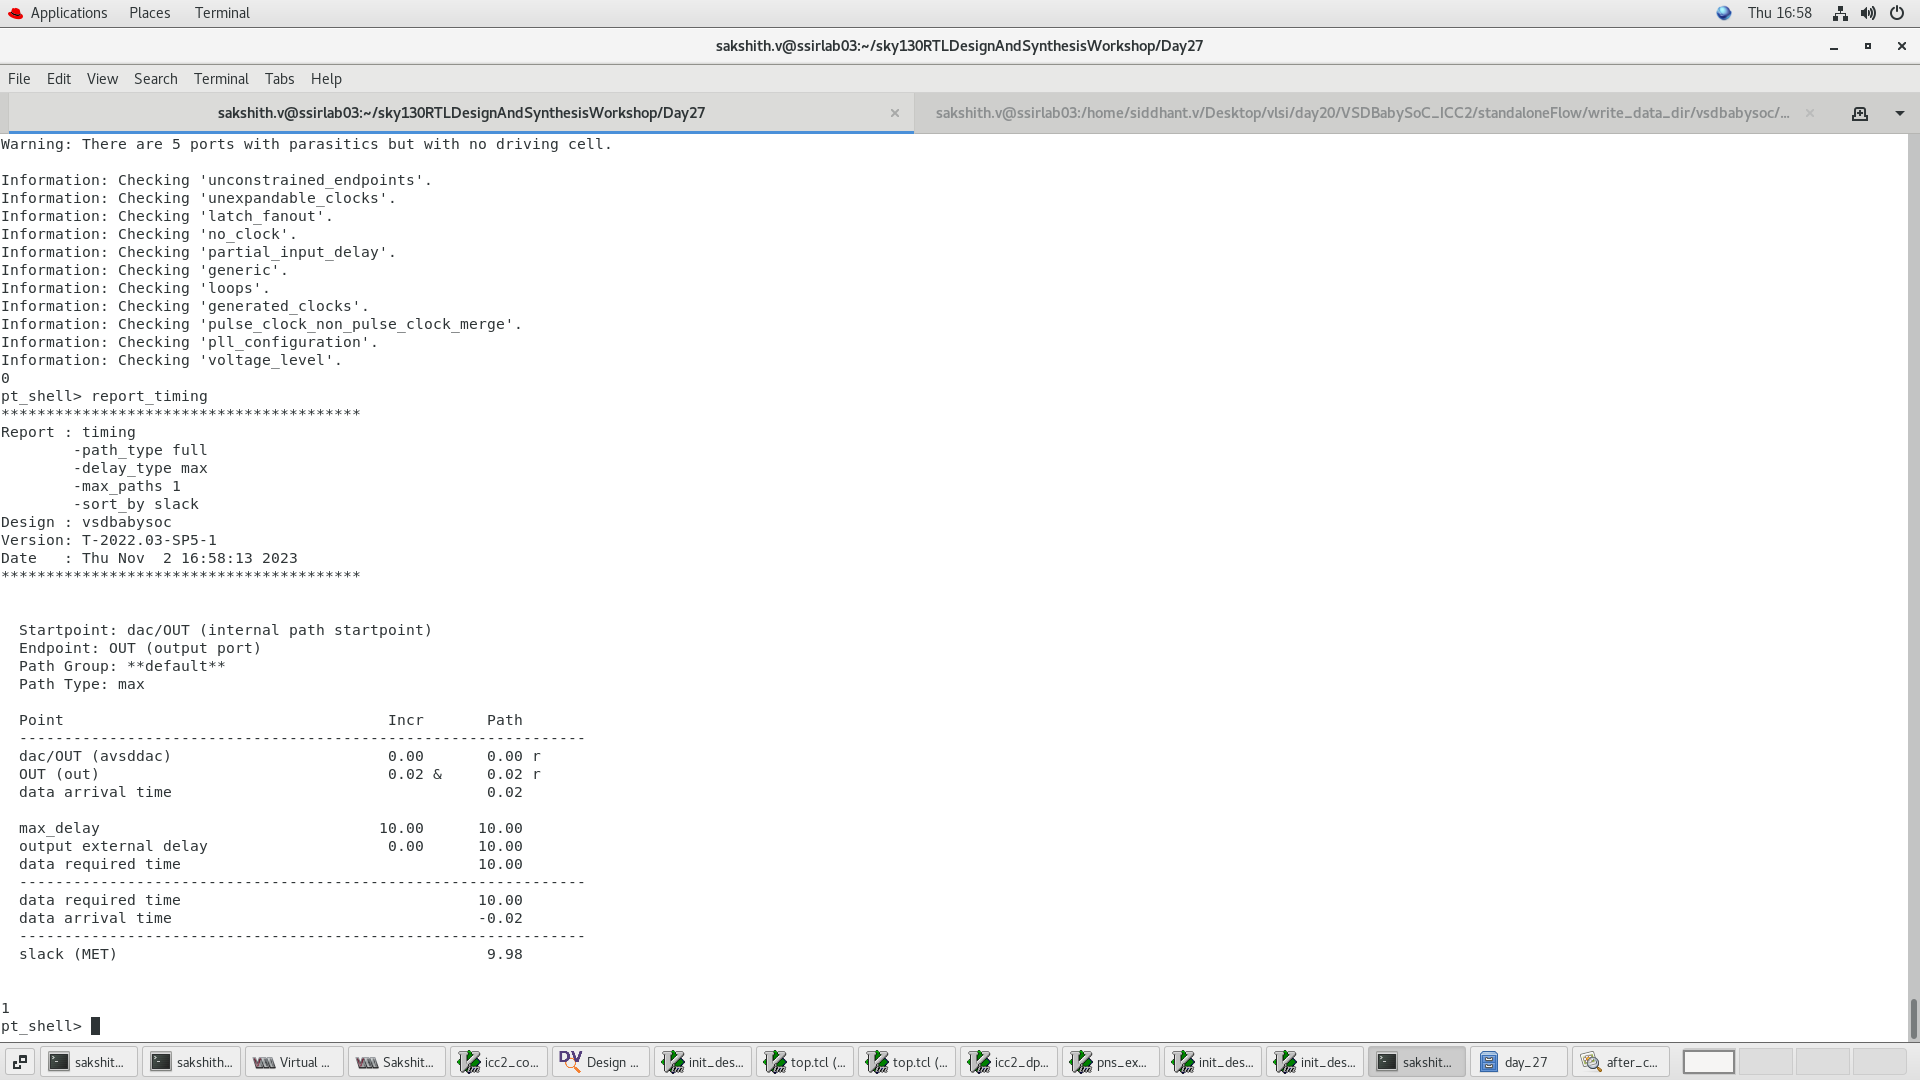 Applications Places Terminal Thu 16:58
sakshith.v@ssirlab03:~/sky130RTLDesignAndSynthesisWorkshop/Day27
File Edit View Search Terminal Tabs Help
sakshith.v@ssirlab03:~/sky130RTLDesignAndSynthesisWorkshop/Day27 × sakshith.v@ssirlab03:/home/siddhant.v/Desktop/vlsi/day20/VSDBabySoC_ICC2/standaloneFlow/write_data_dir/vsdbabysoc/... ×
Warning: There are 5 ports with parasitics but with no driving cell.
Information: Checking 'unconstrained_endpoints'.
Information: Checking 'unexpandable_clocks'.
Information: Checking 'latch_fanout'.
Information: Checking 'no_clock'.
Information: Checking 'partial_input_delay'.
Information: Checking 'generic'.
Information: Checking 'loops'.
Information: Checking 'generated_clocks'.
Information: Checking 'pulse_clock_non_pulse_clock_merge'.
Information: Checking 'pll_configuration'.
Information: Checking 'voltage_level'.
0
pt_shell> report_timing
****************************************
Report : timing
-path_type full
-delay_type max
-max_paths 1
-sort_by slack
Design : vsdbabysoc
Version: T-2022.03-SP5-1
Date   : Thu Nov  2 16:58:13 2023
****************************************
Startpoint: dac/OUT (internal path startpoint)
Endpoint: OUT (output port)
Path Group: **default**
Path Type: max
Point Incr Path
---------------------------------------------------------------
dac/OUT (avsddac) 0.00 0.00 r
OUT (out) 0.02 & 0.02 r
data arrival time 0.02
max_delay 10.00 10.00
output external delay 0.00 10.00
data required time 10.00
---------------------------------------------------------------
data required time 10.00
data arrival time -0.02
---------------------------------------------------------------
slack (MET) 9.98
1
pt_shell>
sakshit... sakshith... Virtual ... Sakshit... icc2_co... DV Design ... init_des... top.tcl (... top.tcl (... icc2_dp... pns_ex... init_des... init_des... sakshit... day_27 after_c...